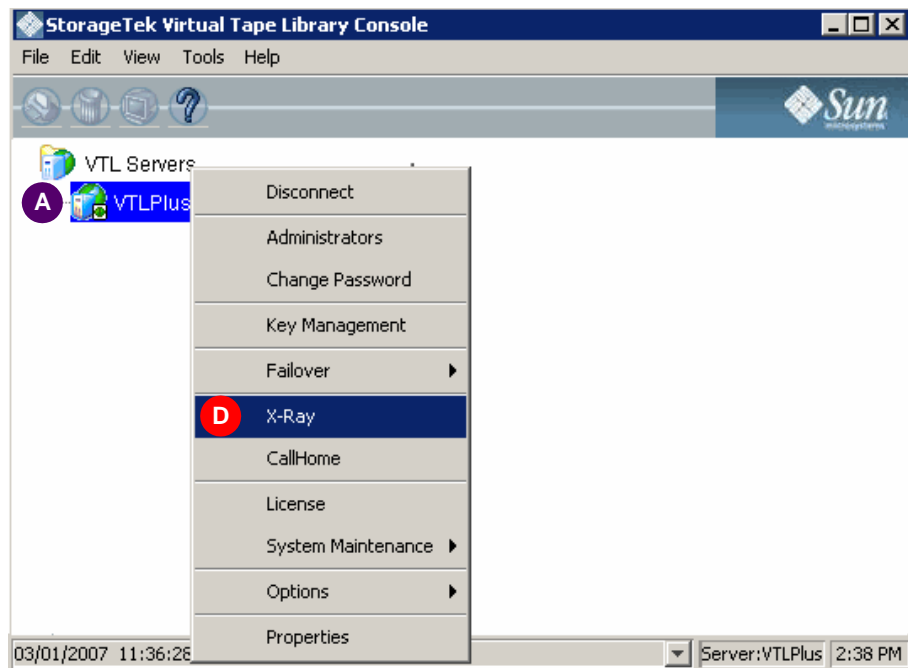 StorageTek Virtual Tape Library Console
File Edit View Tools Help
Sun
microsystems
VTL Servers
A VTLPlus
Disconnect
Administrators
Change Password
Key Management
Failover
D X-Ray
CallHome
License
System Maintenance
Options
Properties
03/01/2007 11:36:28 Server:VTLPlus 2:38 PM